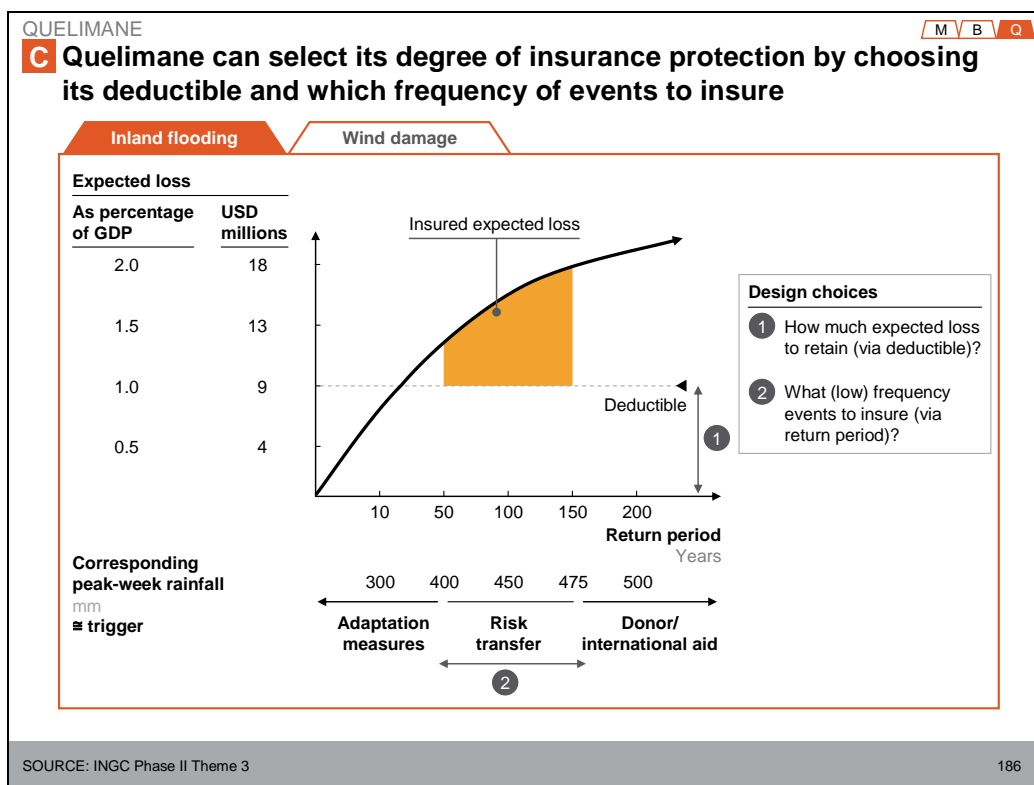 QUELIMANE
M B Q
C Quelimane can select its degree of insurance protection by choosing
its deductible and which frequency of events to insure
Inland flooding
Wind damage
Expected loss
As percentage
of GDP
USD
millions
2.0 18
1.5 13
1.0 9
0.5 4
Insured expected loss
Deductible
1
10 50 100 150 200
Return period
Years
Design choices
1 How much expected loss
to retain (via deductible)?
2 What (low) frequency
events to insure (via
return period)?
Corresponding
peak-week rainfall
mm
≅ trigger
300 400 450 475 500
Adaptation
measures
Risk
transfer
Donor/
international aid
2
SOURCE: INGC Phase II Theme 3
186